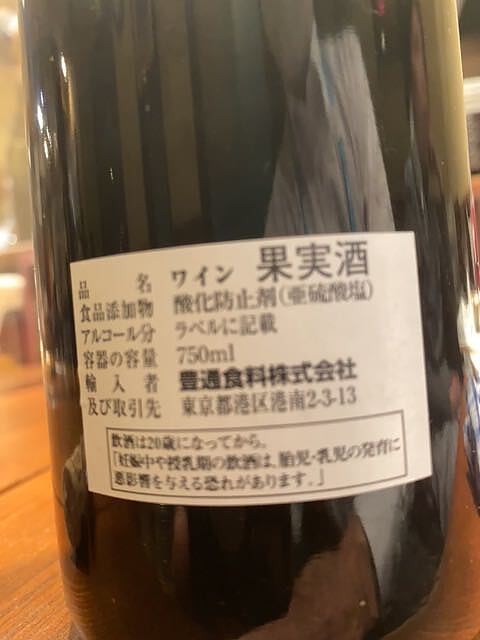 品 名 ワイン 果実酒
食品添加物 酸化防止剤(亜硫酸塩)
アルコール分 ラベルに記載
容器の容量 750ml
輸入者 豊通食料株式会社
及び取引先 東京都港区港南2-3-13
飲酒は20歳になってから。
「妊娠中や授乳期の飲酒は、胎児・乳児の発育に
悪影響を与える恐れがあります。」